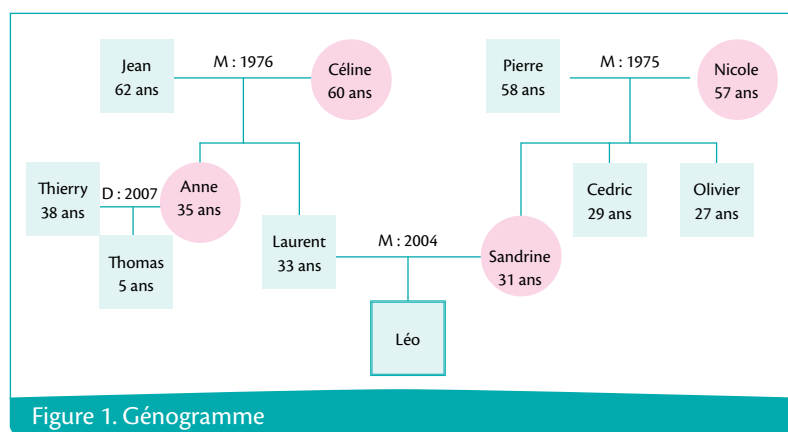 Jean
62 ans
M : 1976
Céline
60 ans
Pierre
58 ans
M : 1975
Nicole
57 ans
Thierry
38 ans
D : 2007
Anne
35 ans
Cedric
29 ans
Olivier
27 ans
Thomas
5 ans
Laurent
33 ans
M : 2004
Sandrine
31 ans
Léo
Figure 1. Génogramme